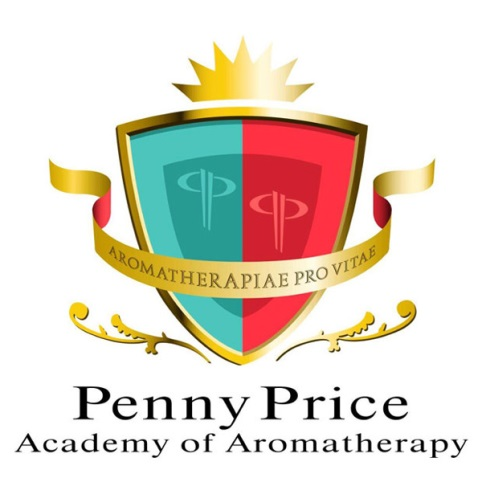 AROMATHERAPIAE PRO VITAE
Penny Price
Academy of Aromatherapy